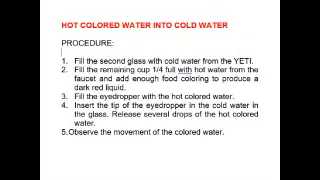 HOT COLORED WATER INTO COLD WATER
PROCEDURE:
1. Fill the second glass with cold water from the YETI.
2. Fill the remaining cup 1/4 full with hot water from the
faucet and add enough food coloring to produce a
dark red liquid.
3. Fill the eyedropper with the hot colored water.
4. Insert the tip of the eyedropper in the cold water in
the glass, Release several drops of the hot colored
water.
5.Observe the movement of the colored water.